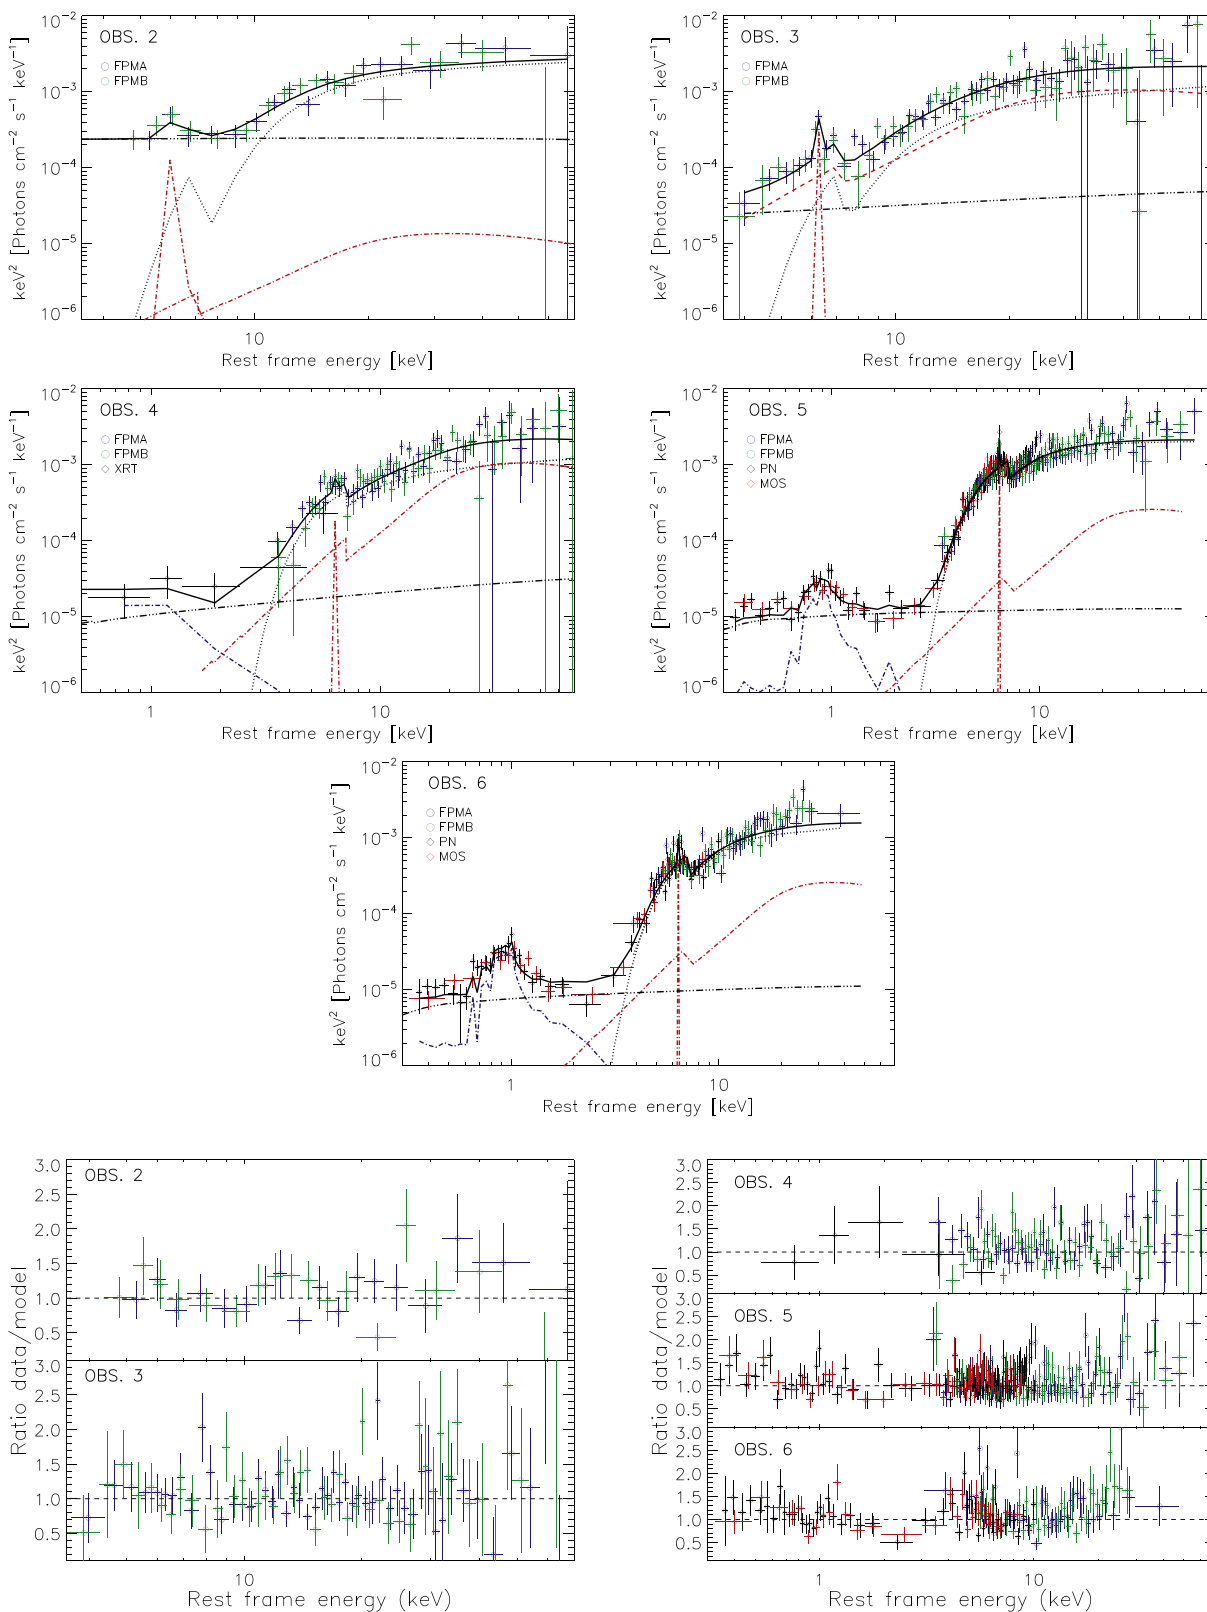 OBS. 2
FPMA
FPMB
10⁻²
10⁻³
10⁻⁴
10⁻⁵
10⁻⁶
keV² [Photons cm⁻² s⁻¹ keV⁻¹]
10
Rest frame energy [keV]
OBS. 3
FPMA
FPMB
10⁻²
10⁻³
10⁻⁴
10⁻⁵
10⁻⁶
keV² [Photons cm⁻² s⁻¹ keV⁻¹]
10
Rest frame energy [keV]
OBS. 4
FPMA
FPMB
XRT
10⁻²
10⁻³
10⁻⁴
10⁻⁵
10⁻⁶
keV² [Photons cm⁻² s⁻¹ keV⁻¹]
1 10
Rest frame energy [keV]
OBS. 5
FPMA
FPMB
PN
MOS
10⁻²
10⁻³
10⁻⁴
10⁻⁵
10⁻⁶
keV² [Photons cm⁻² s⁻¹ keV⁻¹]
1 10
Rest frame energy [keV]
OBS. 6
FPMA
FPMB
PN
MOS
10⁻²
10⁻³
10⁻⁴
10⁻⁵
10⁻⁶
keV² [Photons cm⁻² s⁻¹ keV⁻¹]
1 10
Rest frame energy [keV]
OBS. 2
3.0
2.5
2.0
1.5
1.0
0.5
OBS. 3
3.0
2.5
2.0
1.5
1.0
0.5
Ratio data/model
10
Rest frame energy (keV)
OBS. 4
3.0
2.5
2.0
1.5
1.0
0.5
OBS. 5
3.0
2.5
2.0
1.5
1.0
0.5
OBS. 6
3.0
2.5
2.0
1.5
1.0
0.5
Ratio data/model
1 10
Rest frame energy (keV)